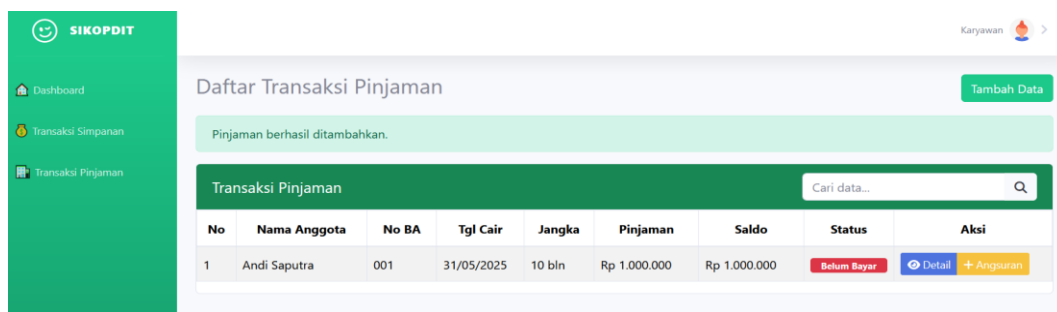 SIKOPDIT
Karyawan
Dashboard
Transaksi Simpanan
Transaksi Pinjaman
Daftar Transaksi Pinjaman
Tambah Data
Pinjaman berhasil ditambahkan.
Transaksi Pinjaman
Cari data...
No Nama Anggota No BA Tgl Cair Jangka Pinjaman Saldo Status Aksi
1 Andi Saputra 001 31/05/2025 10 bln Rp 1.000.000 Rp 1.000.000 Belum Bayar Detail + Angsuran